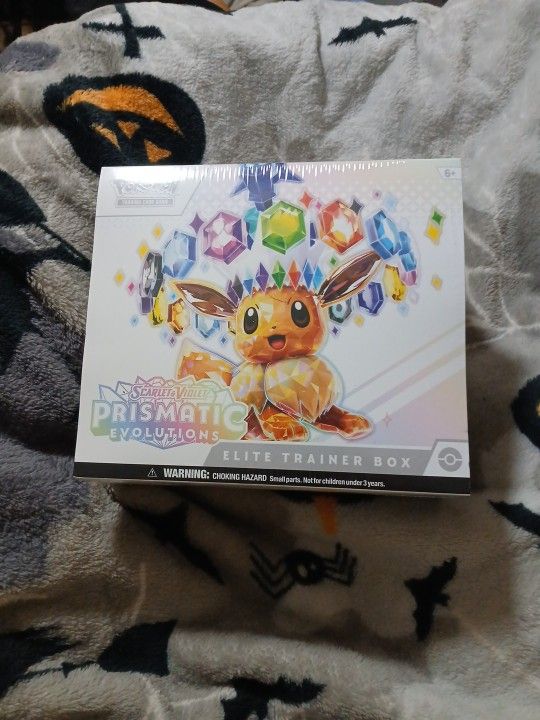 TRADING CARD GAME
6+
SCARLET & VIOLET
PRISMATIC
EVOLUTIONS
ELITE TRAINER BOX
WARNING: CHOKING HAZARD Small parts. Not for children under 3 years.